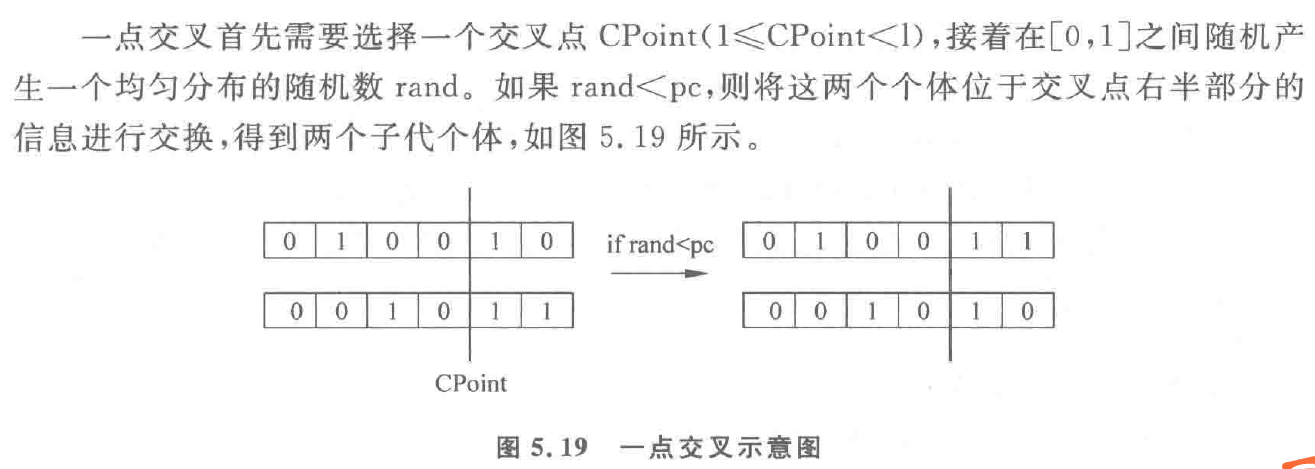 一点交叉首先需要选择一个交叉点 CPoint(1≤CPoint<l),接着在[0,1]之间随机产
生一个均匀分布的随机数 rand。如果 rand<pc,则将这两个个体位于交叉点右半部分的
信息进行交换,得到两个子代个体,如图 5.19 所示。
0 1 0 0 1 0 if rand<pc 0 1 0 0 1 1
0 0 1 0 1 1 0 0 1 0 1 0
CPoint
图 5.19 一点交叉示意图